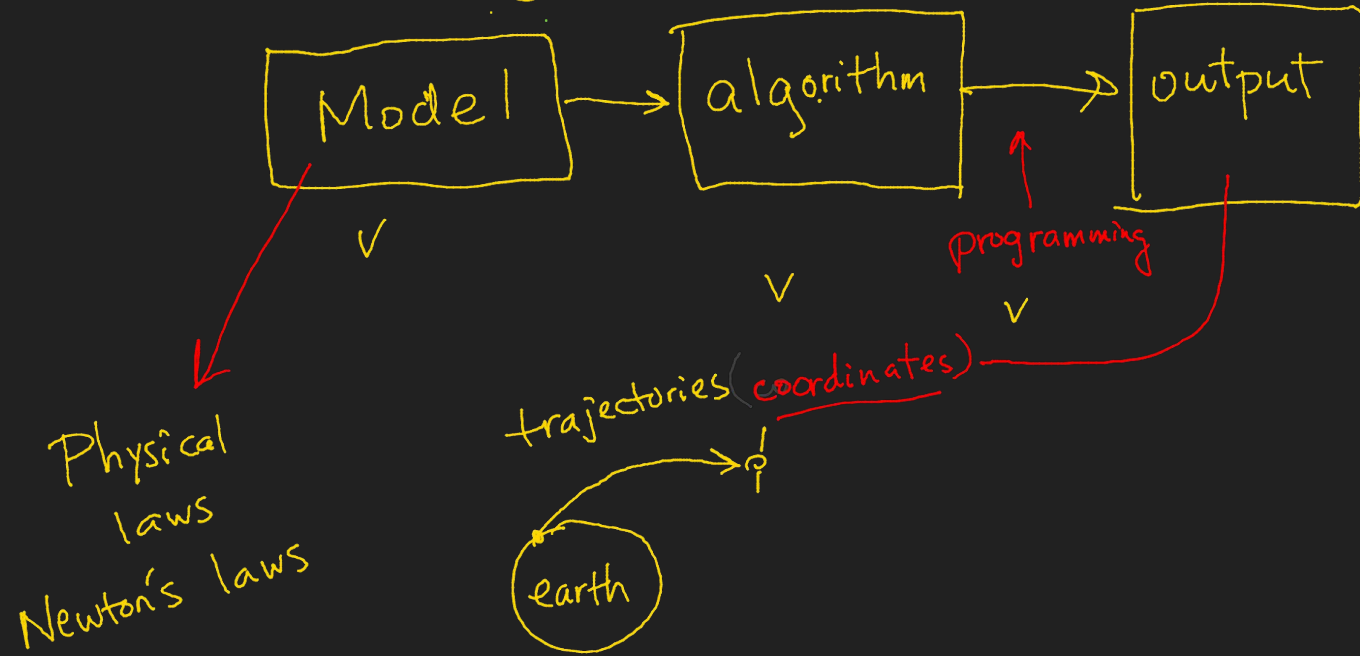 Model
algorithm
output
programming
trajectories (coordinates)
Physical
laws
Newton's laws
earth